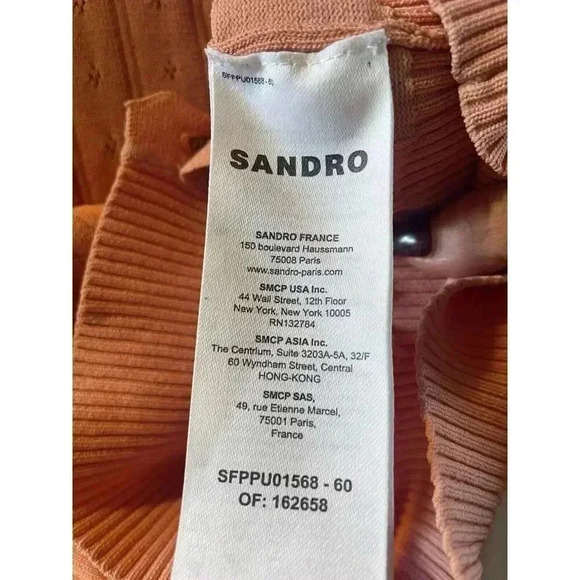 SFPPU01568 - 60
SANDRO
SANDRO FRANCE
150 boulevard Haussmann
75008 Paris
www.sandro-paris.com
SMCP USA Inc.
44 Wall Street, 12th Floor
New York, New York 10005
RN132784
SMCP ASIA Inc.
The Centrium, Suite 3203A-5A, 32/F
60 Wyndham Street, Central
HONG-KONG
SMCP SAS,
49, rue Etienne Marcel,
75001 Paris,
France
SFPPU01568 - 60
OF: 162658